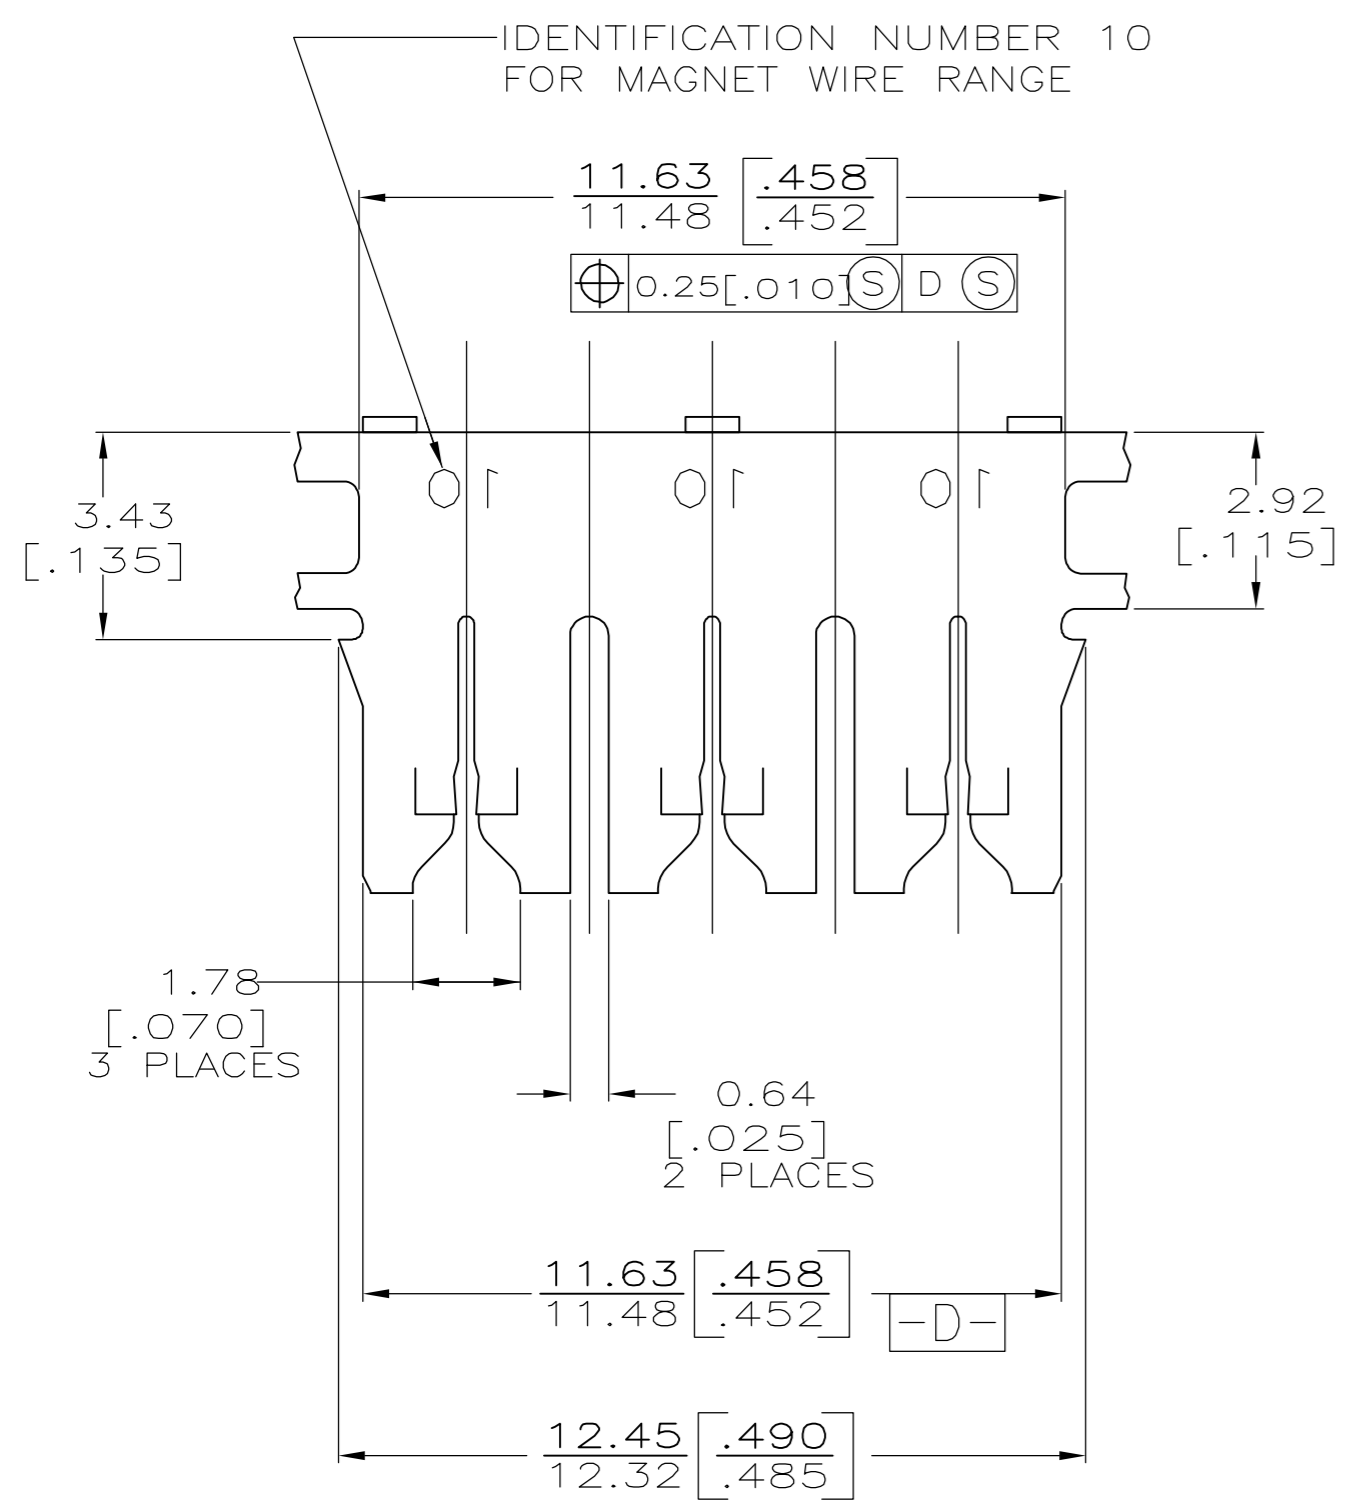 IDENTIFICATION NUMBER 10
FOR MAGNET WIRE RANGE
11.63 [.458]
11.48 [.452]
⌖ 0.25[.010] Ⓢ D Ⓢ
01 01 01
3.43
[.135]
2.92
[.115]
1.78
[.070]
3 PLACES
0.64
[.025]
2 PLACES
11.63 [.458]
11.48 [.452]
-D-
12.45 [.490]
12.32 [.485]